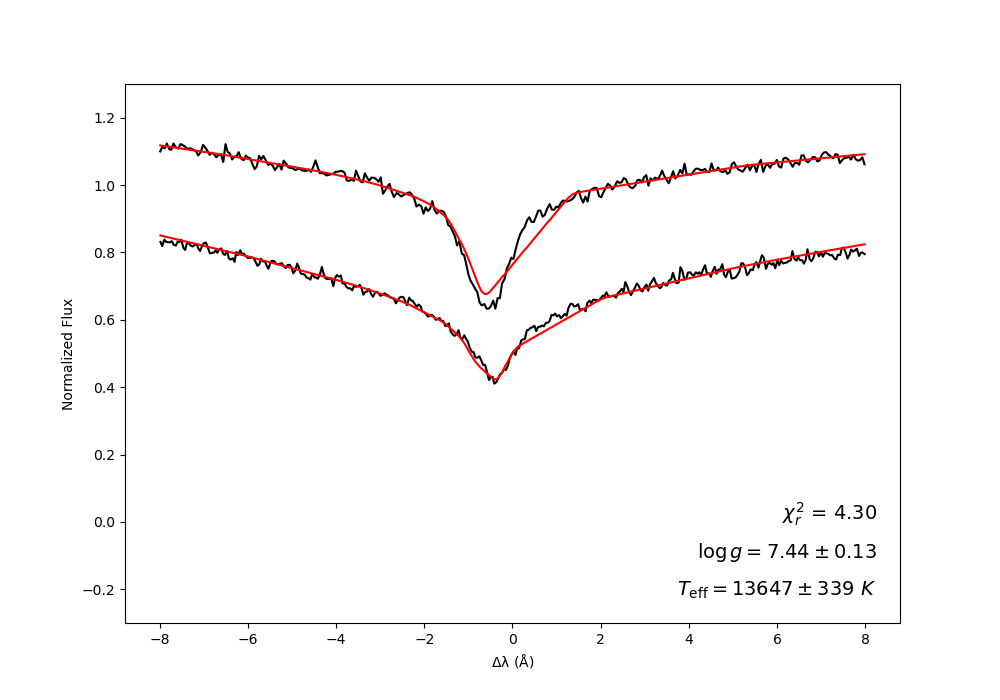 1.2
1.0
0.8
0.6
0.4
0.2
0.0
−0.2
Normalized Flux
χ²ᵣ = 4.30
log g = 7.44 ± 0.13
T_eff = 13647 ± 339 K
−8 −6 −4 −2 0 2 4 6 8
Δλ (Å)